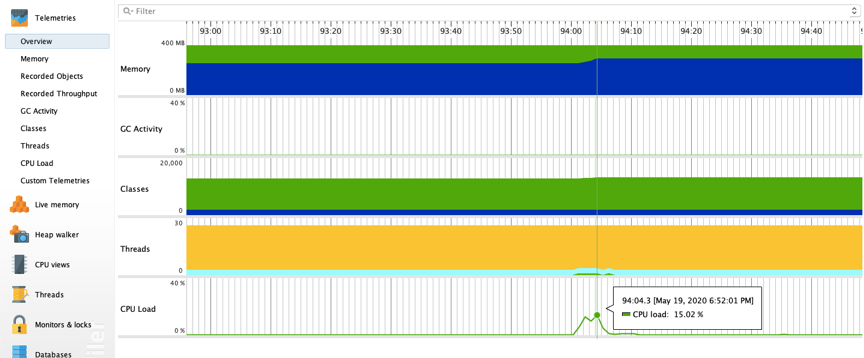 Telemetries
Overview
Memory
Recorded Objects
Recorded Throughput
GC Activity
Classes
Threads
CPU Load
Custom Telemetries
Live memory
Heap walker
CPU views
Threads
Monitors & locks
Databases
Filter
93:00 93:10 93:20 93:30 93:40 93:50 94:00 94:10 94:20 94:30 94:40
400 MB
Memory
0 MB
40 %
GC Activity
0 %
20,000
Classes
0
30
Threads
0
40 %
CPU Load
0 %
94:04.3 [May 19, 2020 6:52:01 PM]
CPU load: 15.02 %